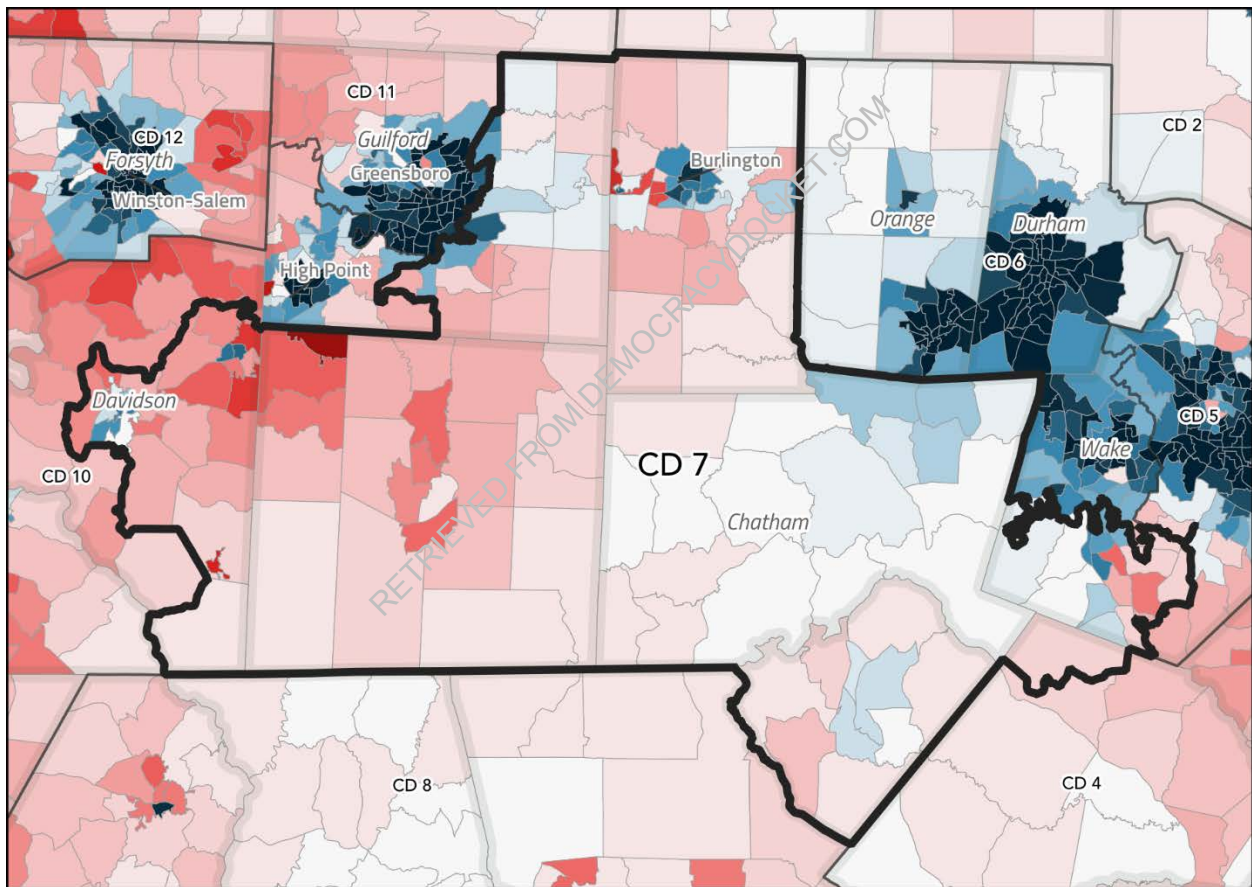 CD 11
CD 12
Forsyth
Guilford
Greensboro
Winston-Salem
High Point
Burlington
CD 2
Orange
Durham
CD 6
CD 5
Wake
Davidson
CD 10
CD 7
Chatham
CD 8
CD 4
RETRIEVED FROM DEMOCRACYDOCKET.COM